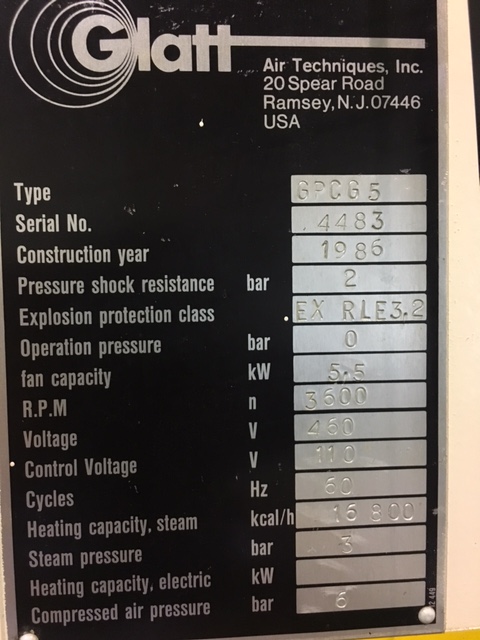 Glatt
Air Techniques, Inc.
20 Spear Road
Ramsey, N.J. 07446
USA
Type GPCG 5
Serial No. 4483
Construction year 1986
Pressure shock resistance bar 2
Explosion protection class EX RLE3.2
Operation pressure bar 0
fan capacity kW 5,5
R.P.M n 3600
Voltage V 460
Control Voltage V 110
Cycles Hz 60
Heating capacity, steam kcal/h 16 800
Steam pressure bar 3
Heating capacity, electric kW
Compressed air pressure bar 6